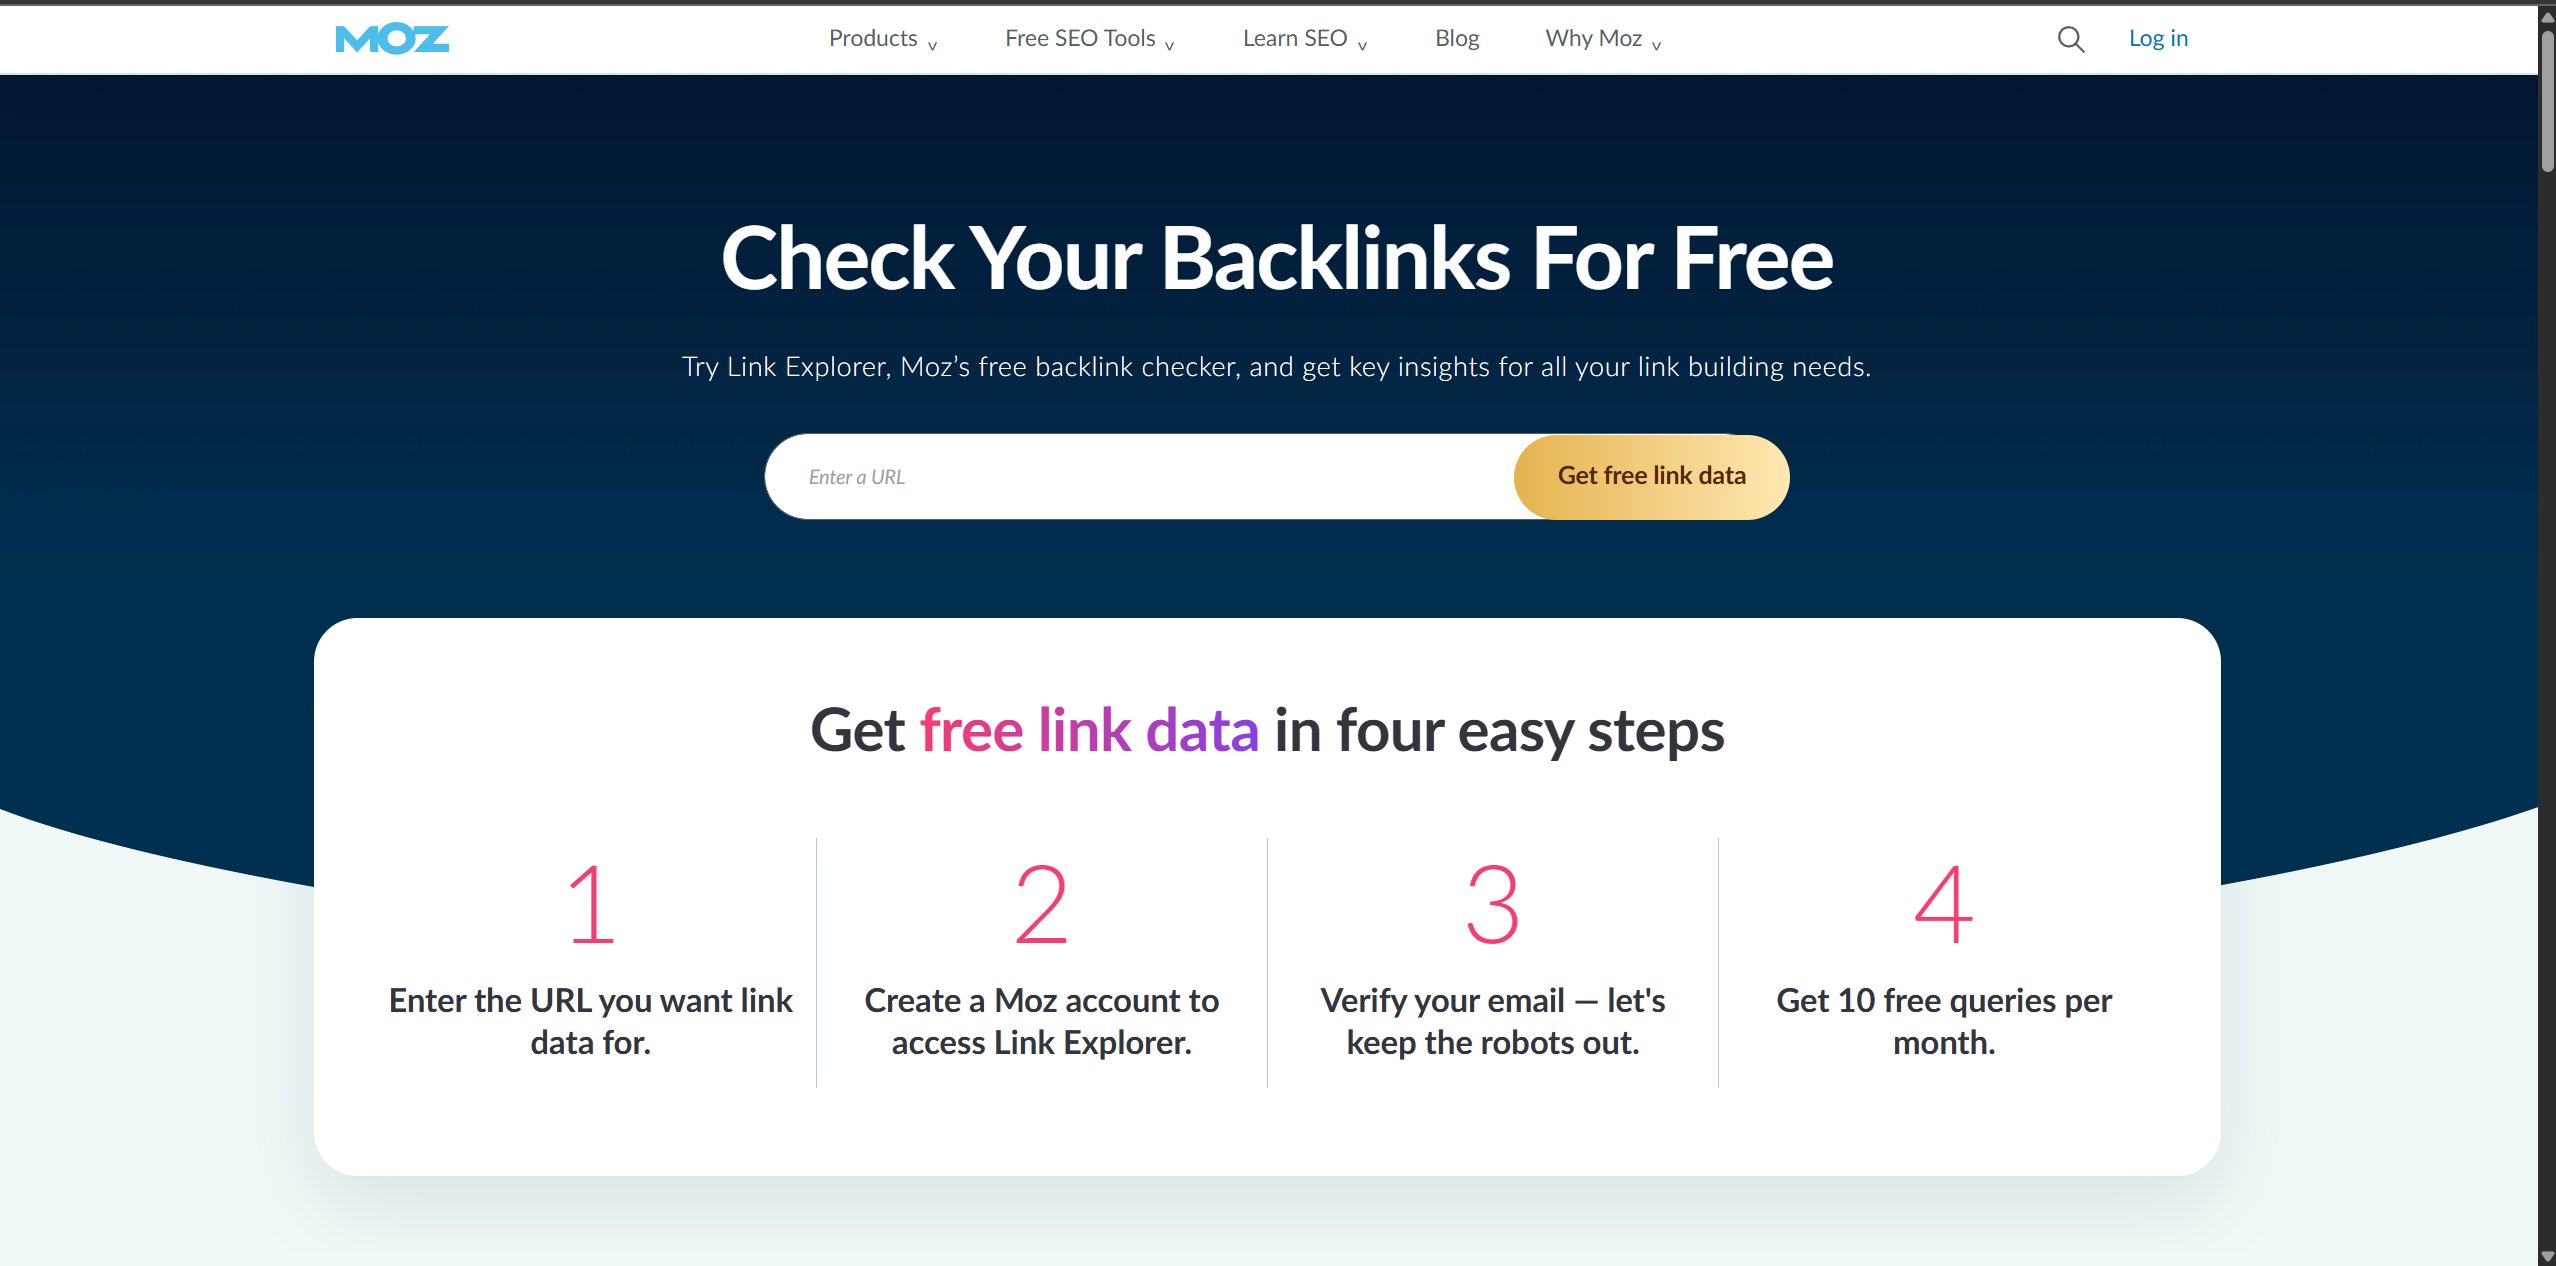 MOZ
Products
Free SEO Tools
Learn SEO
Blog
Why Moz
Log in
Check Your Backlinks For Free
Try Link Explorer, Moz’s free backlink checker, and get key insights for all your link building needs.
Enter a URL
Get free link data
Get free link data in four easy steps
1
Enter the URL you want link
data for.
2
Create a Moz account to
access Link Explorer.
3
Verify your email — let's
keep the robots out.
4
Get 10 free queries per
month.